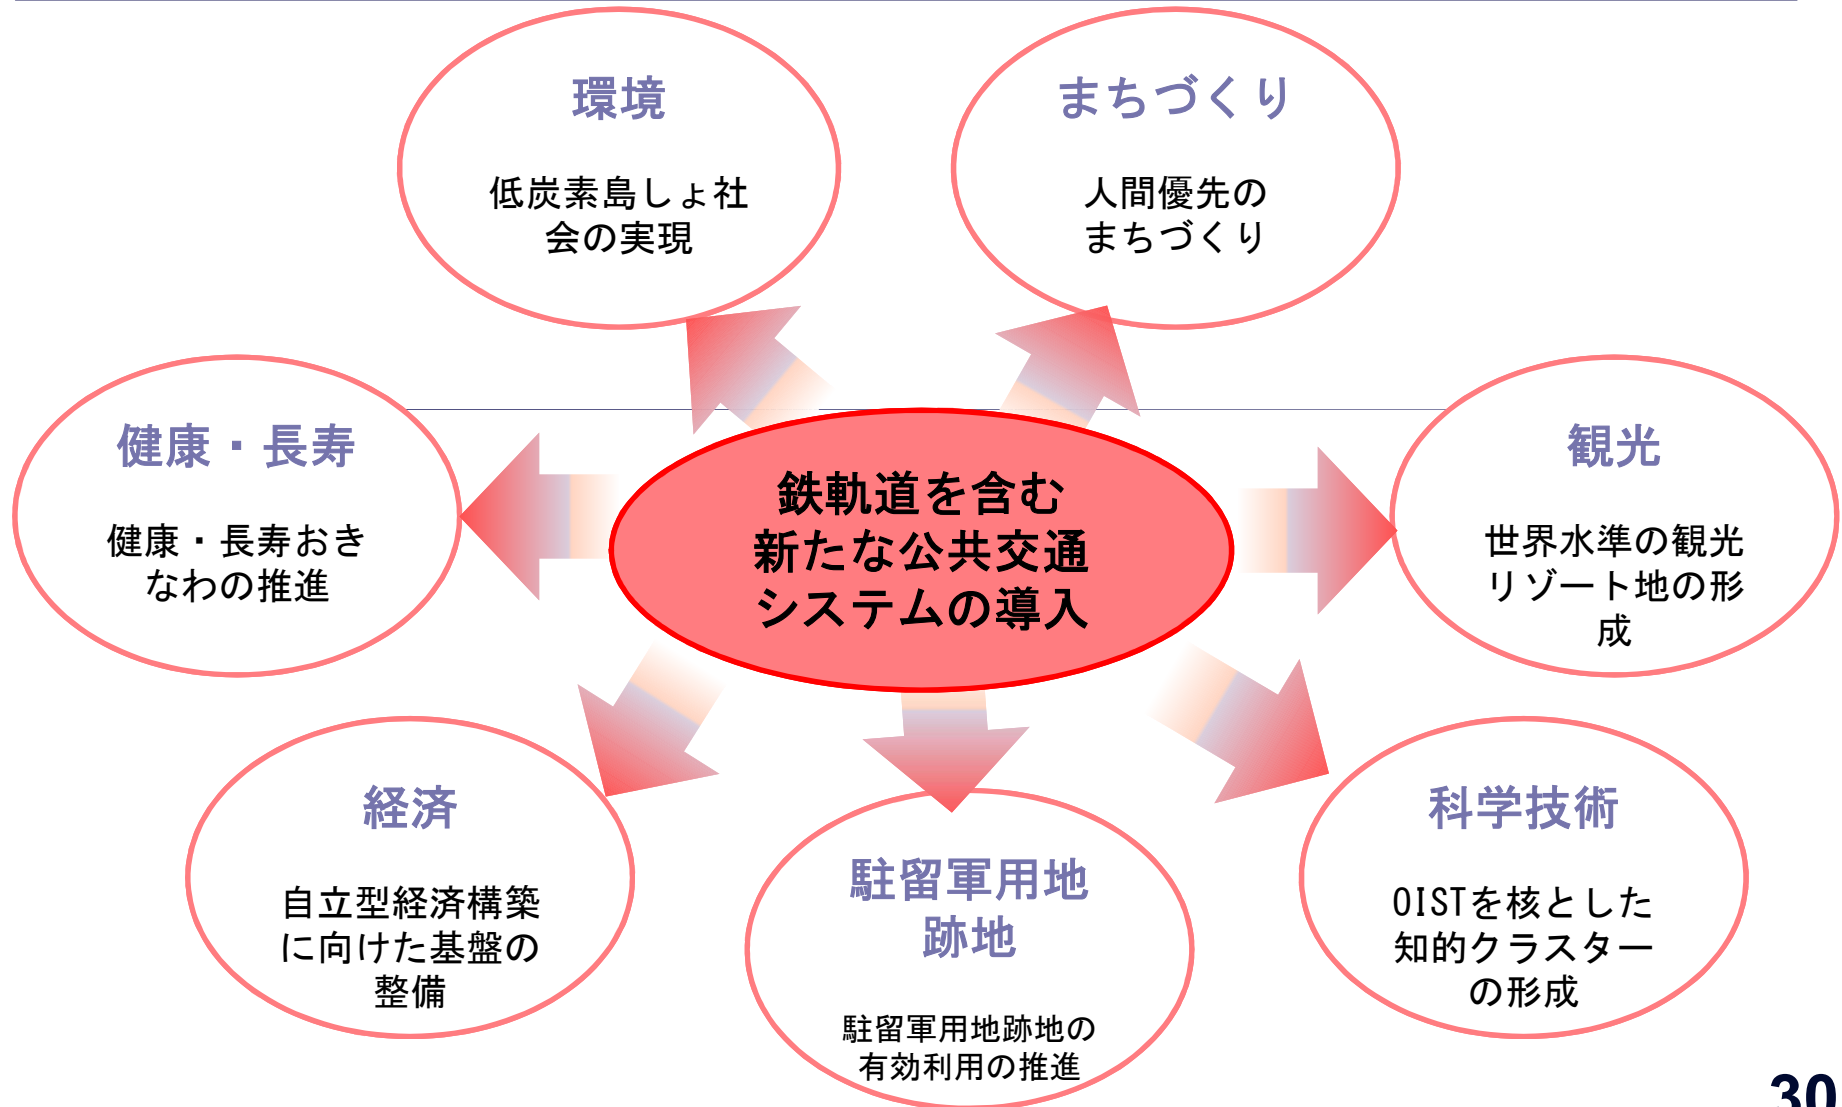 環境
低炭素島しょ社
会の実現
まちづくり
人間優先の
まちづくり
健康・長寿
健康・長寿おき
なわの推進
鉄軌道を含む
新たな公共交通
システムの導入
観光
世界水準の観光
リゾート地の形
成
経済
自立型経済構築
に向けた基盤の
整備
駐留軍用地
跡地
駐留軍用地跡地の
有効利用の推進
科学技術
OISTを核とした
知的クラスター
の形成
30